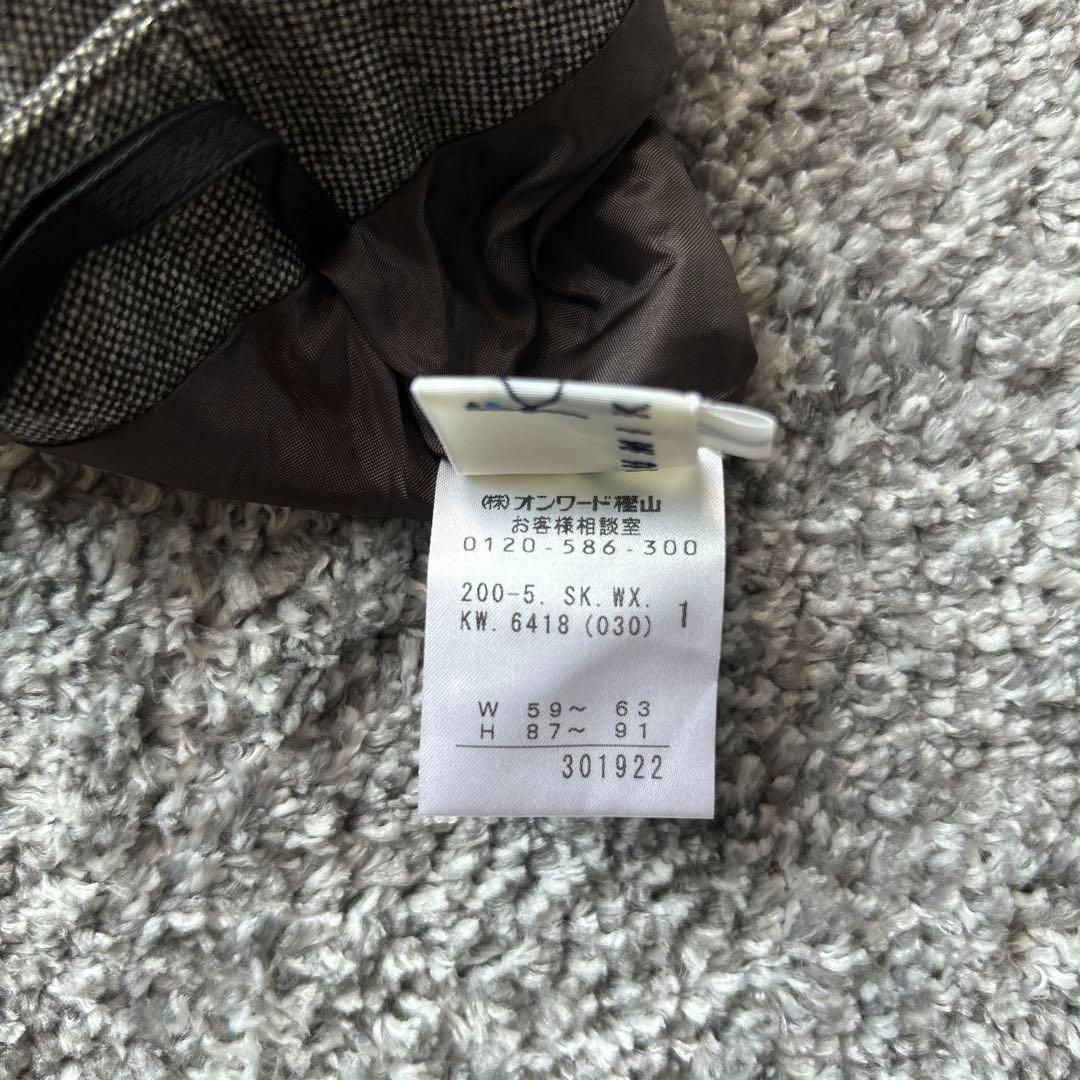 (株)オンワード樫山
お客様相談室
0120-586-300
200-5. SK. WX.
KW. 6418 (030) 1
W 59〜 63
H 87〜 91
301922